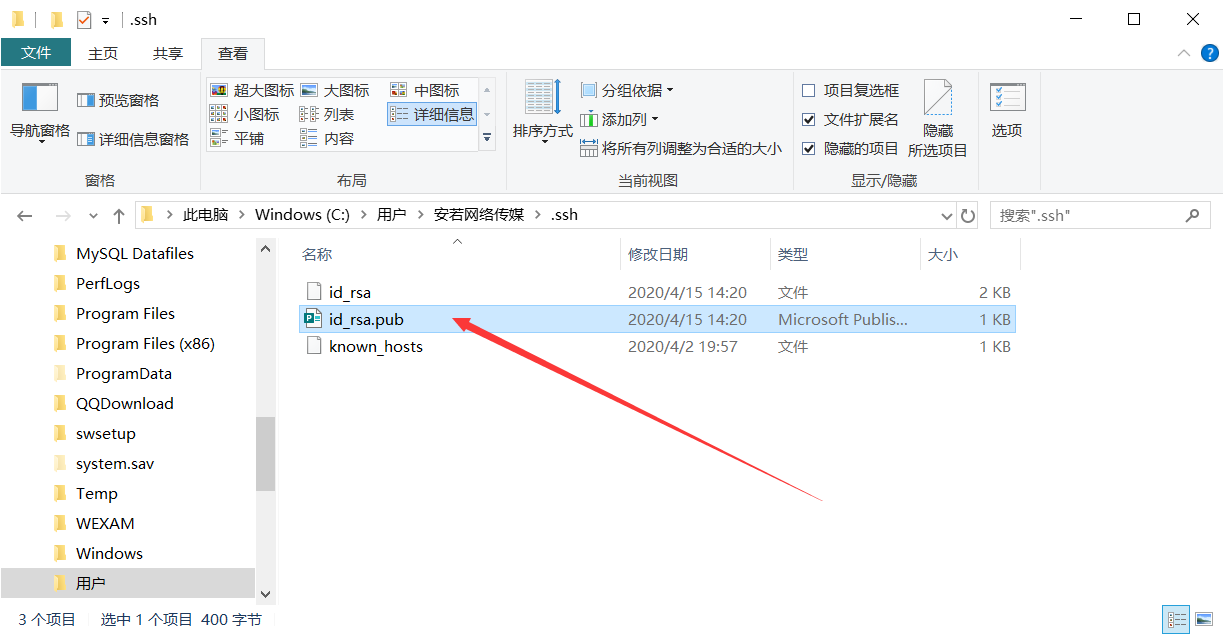 .ssh
文件 主页 共享 查看
导航窗格 预览窗格 详细信息窗格
超大图标 大图标 中图标
小图标 列表 详细信息
平铺 内容
排序方式 分组依据
添加列
将所有列调整为合适的大小
项目复选框
文件扩展名
隐藏的项目
隐藏
所选项目
选项
窗格 布局 当前视图 显示/隐藏
此电脑 Windows (C:) 用户 安若网络传媒 .ssh
搜索".ssh"
MySQL Datafiles
PerfLogs
Program Files
Program Files (x86)
ProgramData
QQDownload
swsetup
system.sav
Temp
WEXAM
Windows
用户
名称 修改日期 类型 大小
id_rsa 2020/4/15 14:20 文件 2 KB
id_rsa.pub 2020/4/15 14:20 Microsoft Publis... 1 KB
known_hosts 2020/4/2 19:57 文件 1 KB
3 个项目 选中 1 个项目 400 字节